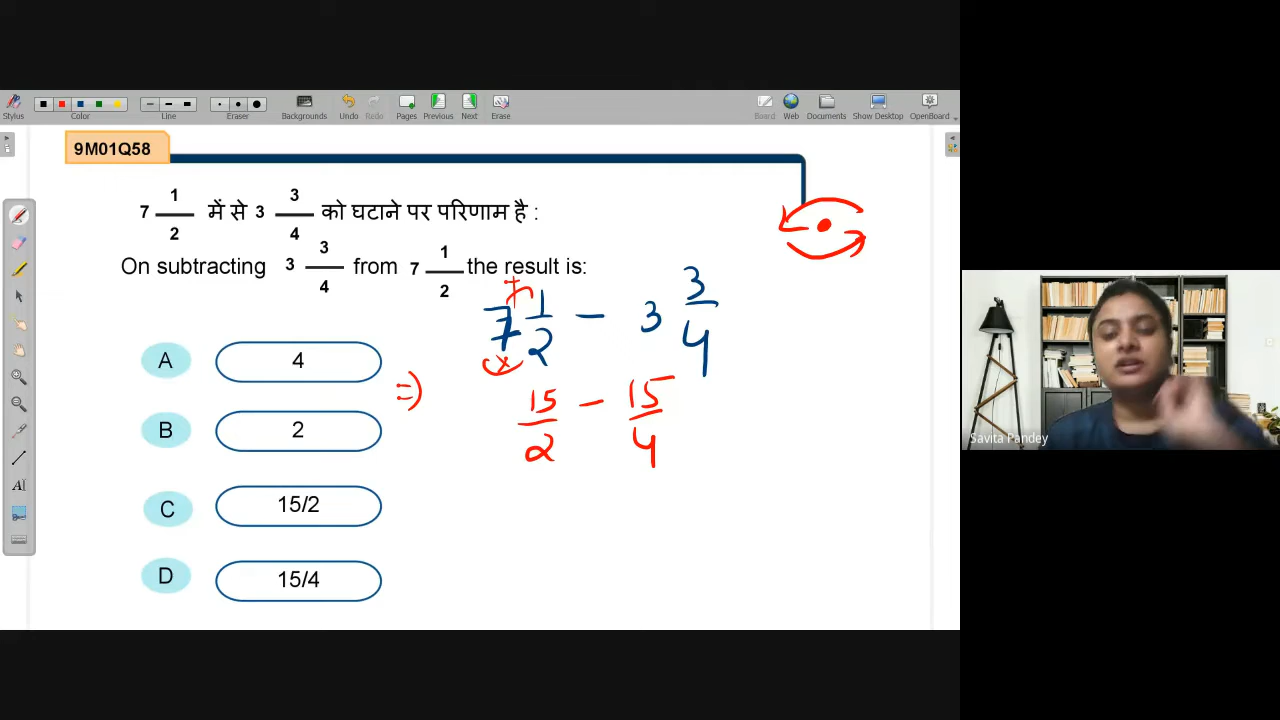 Stylus Color Line Eraser Backgrounds Undo Redo Pages Previous Next Erase Board Web Documents Show Desktop OpenBoard
9M01Q58
7 1/2 में से 3 3/4 को घटाने पर परिणाम है :
On subtracting 3 3/4 from 7 1/2 the result is:
+
7 1/2 - 3 3/4
×
A 4
=> 15/2 - 15/4
B 2
C 15/2
D 15/4
Savita Pandey